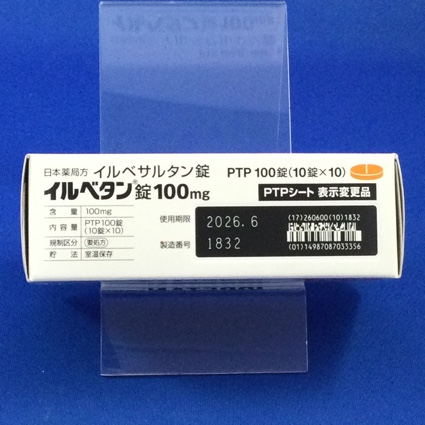 日本薬局方 イルベサルタン錠 PTP 100錠(10錠×10)
イルベタン®錠100mg PTPシート 表示変更品
含量 100mg
内容量 PTP100錠(10錠×10)
規制区分 (要処方)
貯法 室温保存
使用期限 2026.6
製造番号 1832
(17)260600(10)1832
(01)14987087033356